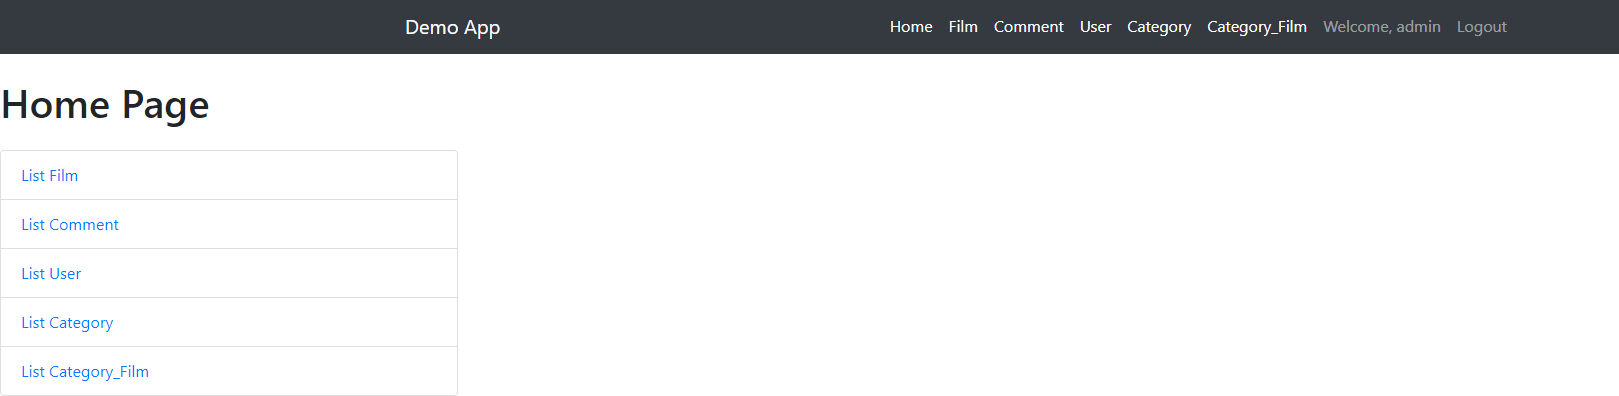 Demo App Home Film Comment User Category Category_Film Welcome, admin Logout
Home Page
List Film
List Comment
List User
List Category
List Category_Film